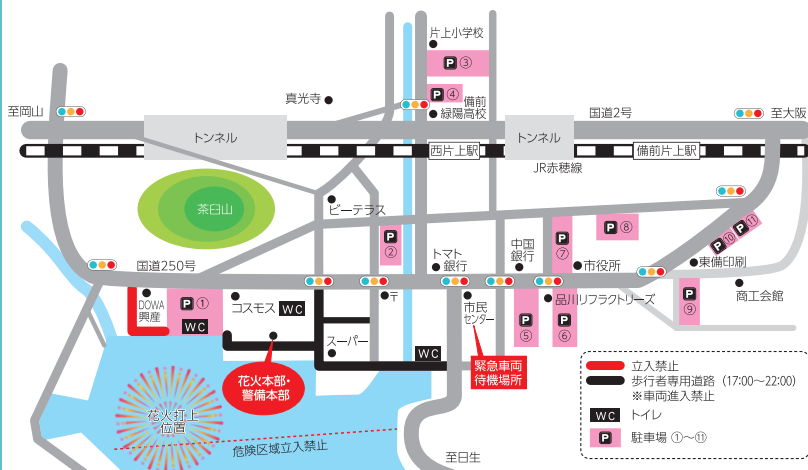 片上小学校
P ③
真光寺
P ④
備前
緑陽高校
至岡山
国道2号
至大阪
トンネル
トンネル
西片上駅
備前片上駅
JR赤穂線
茶臼山
ビーテラス
P ②
P ⑦
P ⑧
P ⑩
P ⑪
国道250号
トマト
銀行
中国
銀行
市役所
東備印刷
商工会館
DOWA
興産
P ①
WC
コスモス
WC
〒
市民
センター
品川リフラクトリーズ
P ⑤
P ⑥
P ⑨
スーパー
WC
緊急車両
待機場所
花火本部・
警備本部
花火打上
位置
危険区域立入禁止
至日生
立入禁止
歩行者専用道路(17:00~22:00)
※車両進入禁止
WC トイレ
P 駐車場 ①~⑪